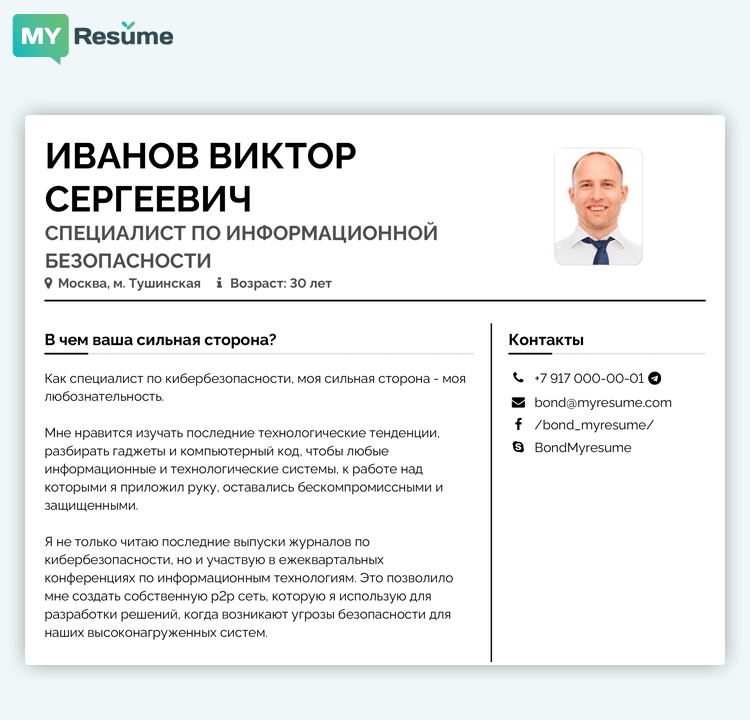 MY Resume
ИВАНОВ ВИКТОР
СЕРГЕЕВИЧ
СПЕЦИАЛИСТ ПО ИНФОРМАЦИОННОЙ
БЕЗОПАСНОСТИ
Москва, м. Тушинская Возраст: 30 лет
В чем ваша сильная сторона?
Как специалист по кибербезопасности, моя сильная сторона - моя
любознательность.
Мне нравится изучать последние технологические тенденции,
разбирать гаджеты и компьютерный код, чтобы любые
информационные и технологические системы, к работе над
которыми я приложил руку, оставались бескомпромиссными и
защищенными.
Я не только читаю последние выпуски журналов по
кибербезопасности, но и участвую в ежеквартальных
конференциях по информационным технологиям. Это позволило
мне создать собственную p2p сеть, которую я использую для
разработки решений, когда возникают угрозы безопасности для
наших высоконагруженных систем.
Контакты
+7 917 000-00-01
bond@myresume.com
/bond_myresume/
BondMyresume